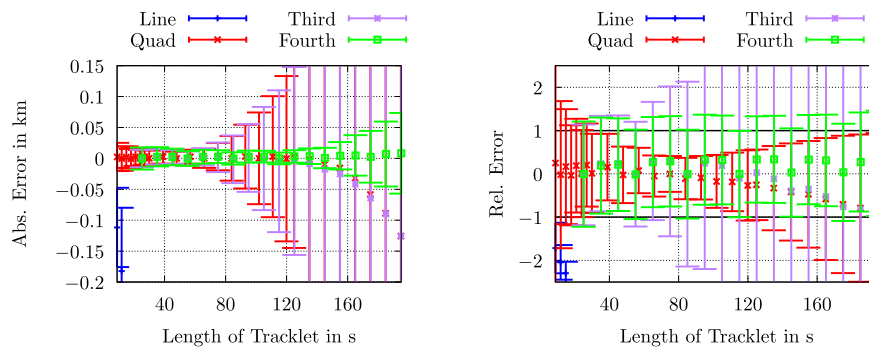 Line Third
Quad Fourth
0.15
0.1
0.05
0
−0.05
−0.1
−0.15
−0.2
Abs. Error in km
40 80 120 160
Length of Tracklet in s
Line Third
Quad Fourth
2
1
0
−1
−2
Rel. Error
40 80 120 160
Length of Tracklet in s